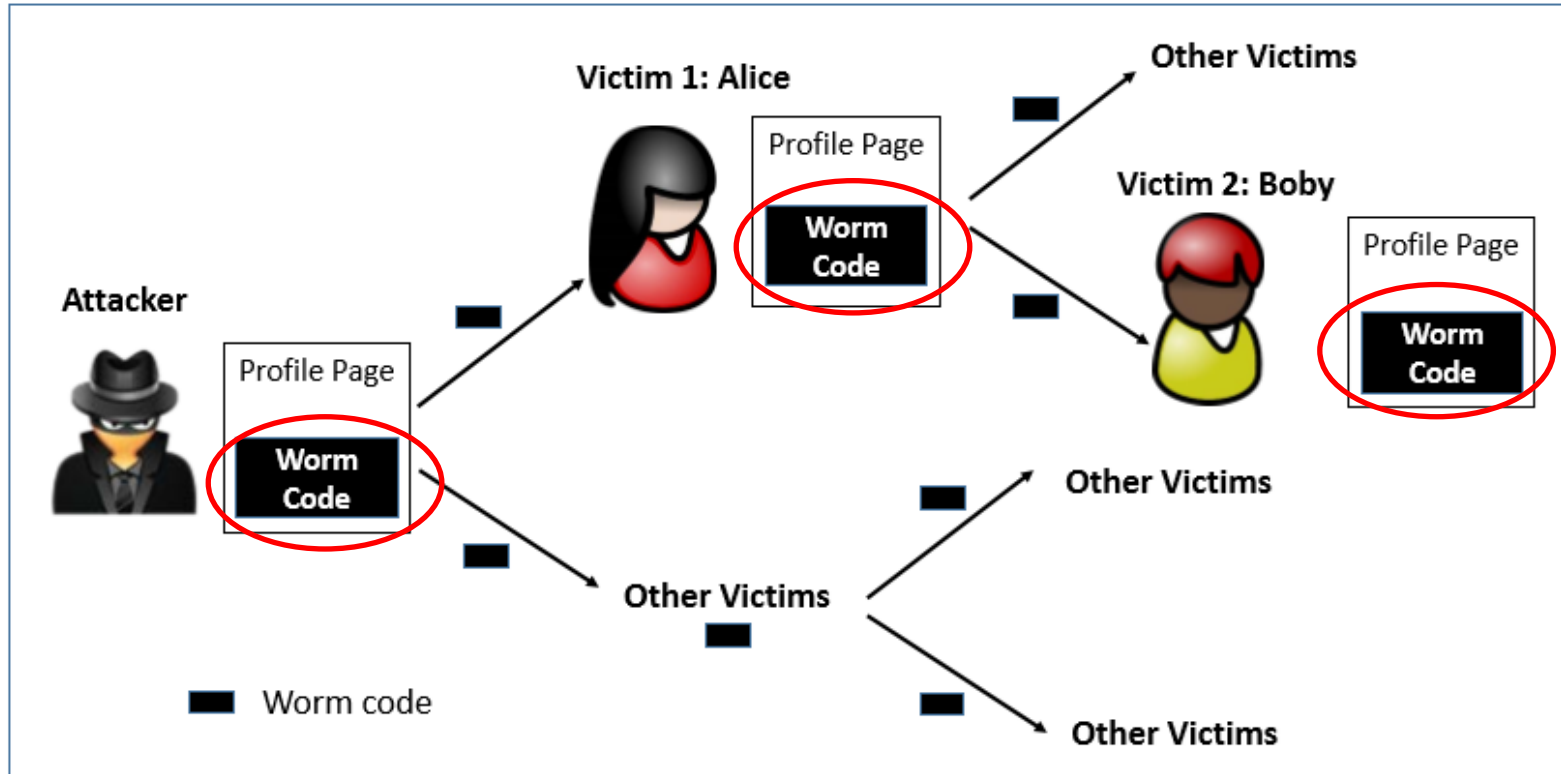 Other Victims
Victim 1: Alice
Profile Page
Worm
Code
Victim 2: Boby
Profile Page
Worm
Code
Attacker
Profile Page
Worm
Code
Other Victims
Other Victims
Worm code
Other Victims